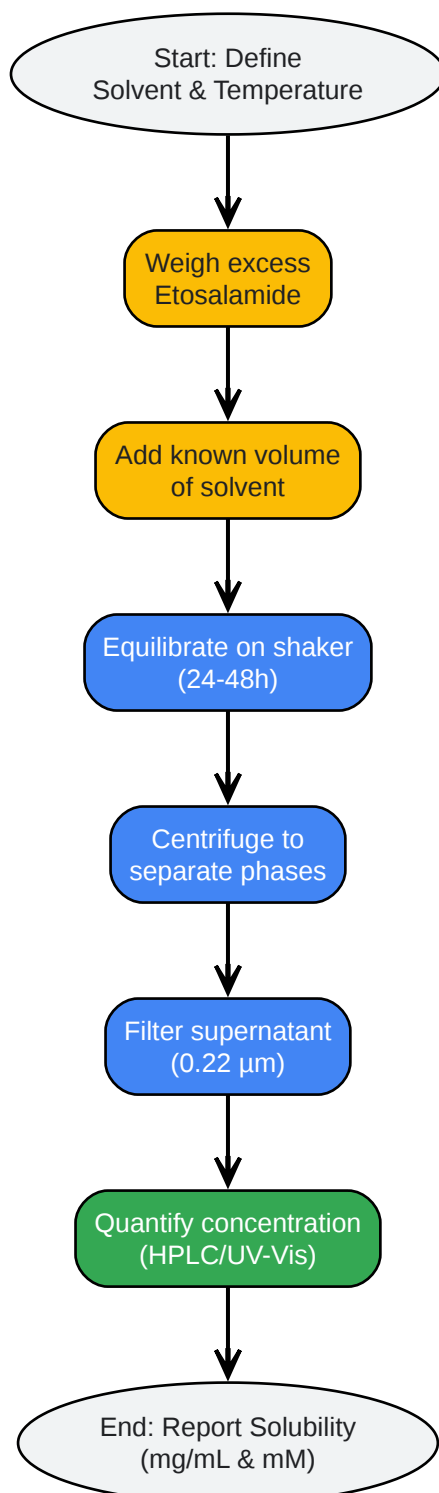 Start: Define
Solvent & Temperature
Weigh excess
Etosalamide
Add known volume
of solvent
Equilibrate on shaker
(24-48h)
Centrifuge to
separate phases
Filter supernatant
(0.22 µm)
Quantify concentration
(HPLC/UV-Vis)
End: Report Solubility
(mg/mL & mM)